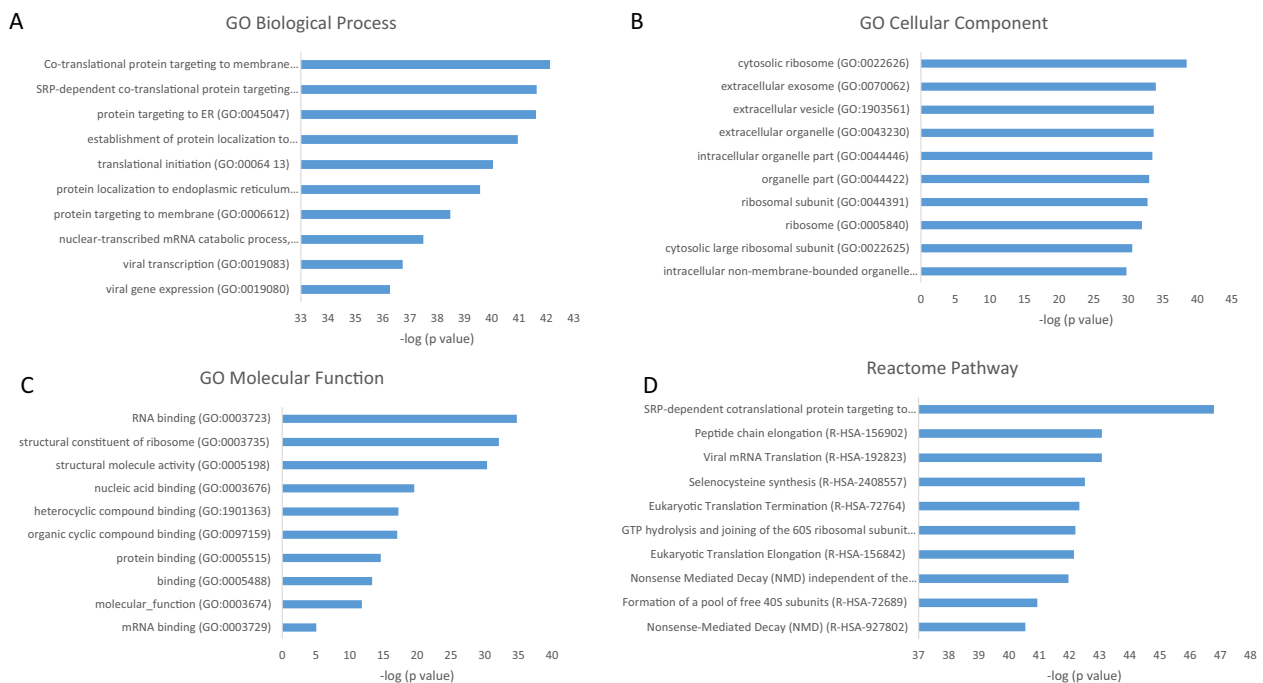 A
GO Biological Process
Co-translational protein targeting to membrane...
SRP-dependent co-translational protein targeting...
protein targeting to ER (GO:0045047)
establishment of protein localization to...
translational initiation (GO:00064 13)
protein localization to endoplasmic reticulum...
protein targeting to membrane (GO:0006612)
nuclear-transcribed mRNA catabolic process,...
viral transcription (GO:0019083)
viral gene expression (GO:0019080)
33 34 35 36 37 38 39 40 41 42 43
-log (p value)
B
GO Cellular Component
cytosolic ribosome (GO:0022626)
extracellular exosome (GO:0070062)
extracellular vesicle (GO:1903561)
extracellular organelle (GO:0043230)
intracellular organelle part (GO:0044446)
organelle part (GO:0044422)
ribosomal subunit (GO:0044391)
ribosome (GO:0005840)
cytosolic large ribosomal subunit (GO:0022625)
intracellular non-membrane-bounded organelle...
0 5 10 15 20 25 30 35 40 45
-log (p value)
C
GO Molecular Function
RNA binding (GO:0003723)
structural constituent of ribosome (GO:0003735)
structural molecule activity (GO:0005198)
nucleic acid binding (GO:0003676)
heterocyclic compound binding (GO:1901363)
organic cyclic compound binding (GO:0097159)
protein binding (GO:0005515)
binding (GO:0005488)
molecular_function (GO:0003674)
mRNA binding (GO:0003729)
0 5 10 15 20 25 30 35 40
-log (p value)
D
Reactome Pathway
SRP-dependent cotranslational protein targeting to...
Peptide chain elongation (R-HSA-156902)
Viral mRNA Translation (R-HSA-192823)
Selenocysteine synthesis (R-HSA-2408557)
Eukaryotic Translation Termination (R-HSA-72764)
GTP hydrolysis and joining of the 60S ribosomal subunit...
Eukaryotic Translation Elongation (R-HSA-156842)
Nonsense Mediated Decay (NMD) independent of the...
Formation of a pool of free 40S subunits (R-HSA-72689)
Nonsense-Mediated Decay (NMD) (R-HSA-927802)
37 38 39 40 41 42 43 44 45 46 47 48
-log (p value)